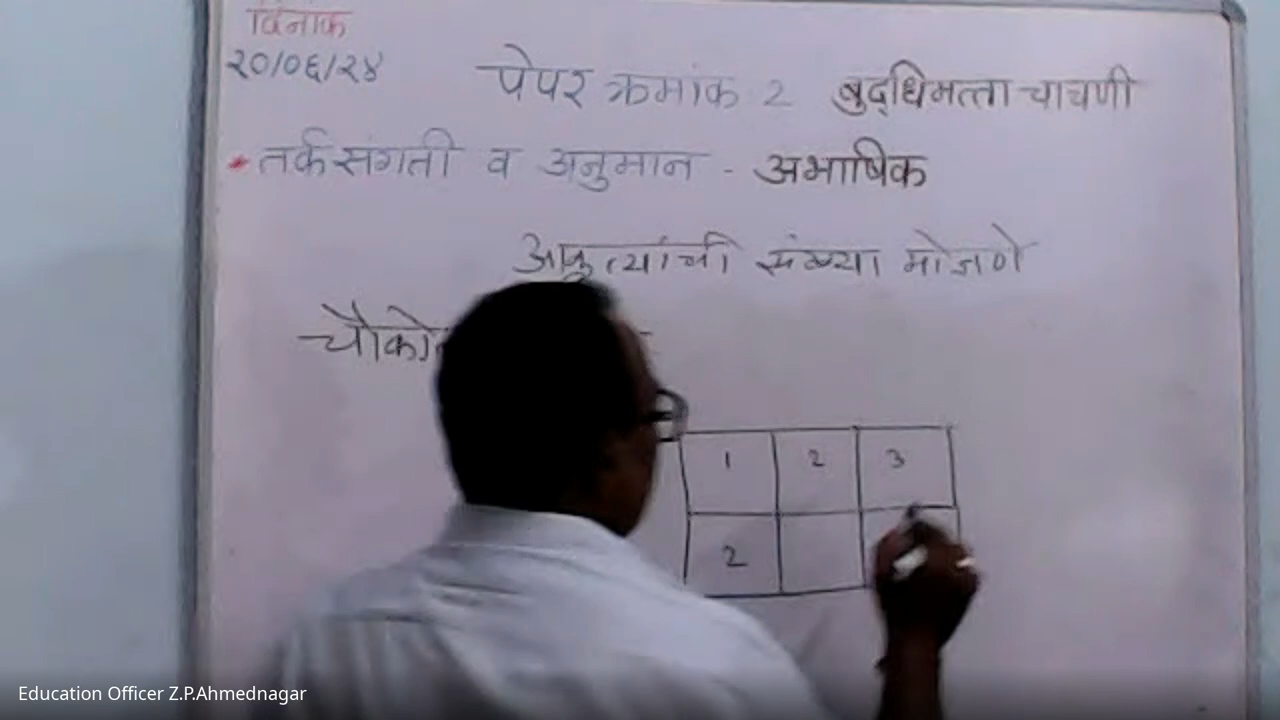 दिनांक
२०/०६/२४
पेपर क्रमांक 2 बुद्धिमत्ता चाचणी
* तर्कसंगती व अनुमान - अभाषिक
आकृत्यांची संख्या मोजणे
1 2 3
2
Education Officer Z.P.Ahmednagar